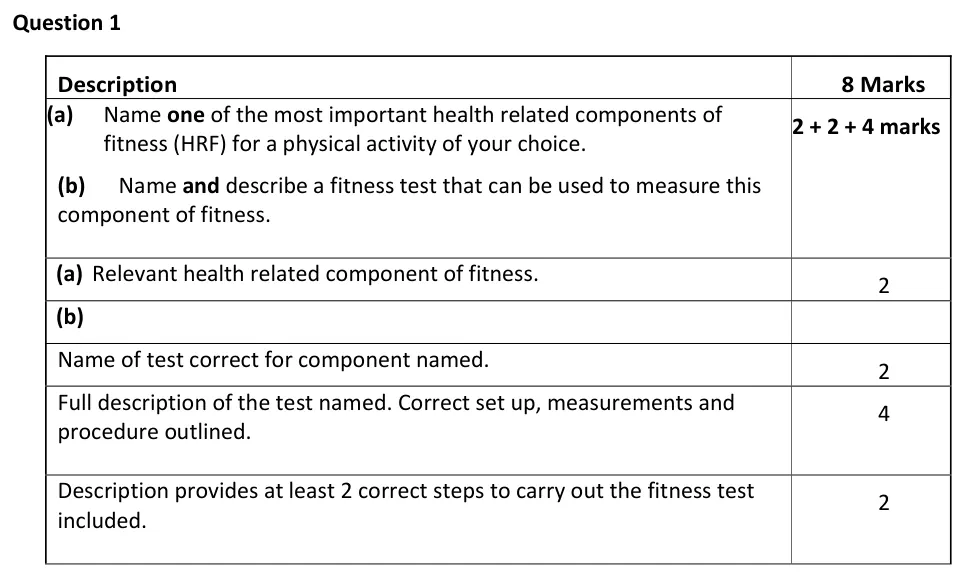 Question 1
Description
8 Marks
(a) Name one of the most important health related components of
fitness (HRF) for a physical activity of your choice.
2 + 2 + 4 marks
(b) Name and describe a fitness test that can be used to measure this
component of fitness.
(a) Relevant health related component of fitness.
2
(b)
Name of test correct for component named.
2
Full description of the test named. Correct set up, measurements and
procedure outlined.
4
Description provides at least 2 correct steps to carry out the fitness test
included.
2